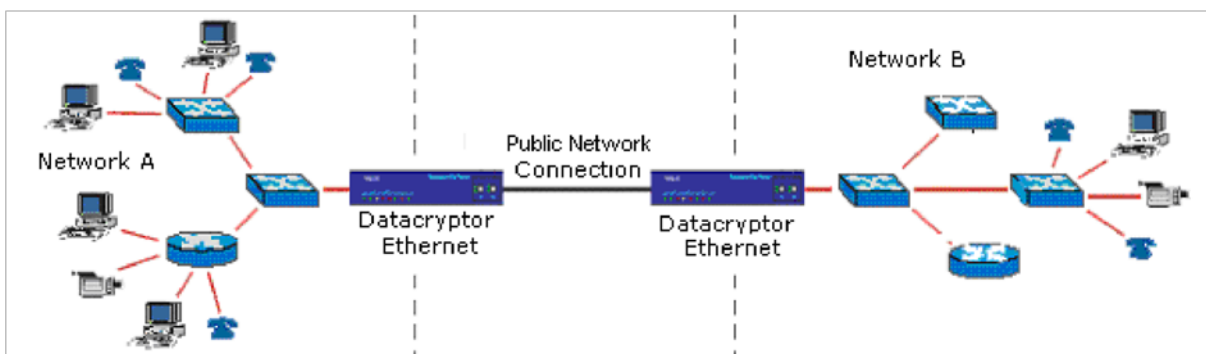 Network A
Datacryptor
Ethernet
Public Network
Connection
Datacryptor
Ethernet
Network B